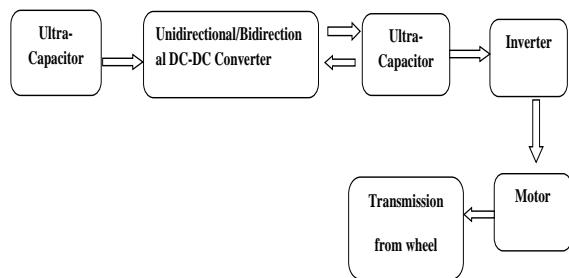 Ultra-
Capacitor
Unidirectional/Bidirection
al DC-DC Converter
Ultra-
Capacitor
Inverter
Motor
Transmission
from wheel